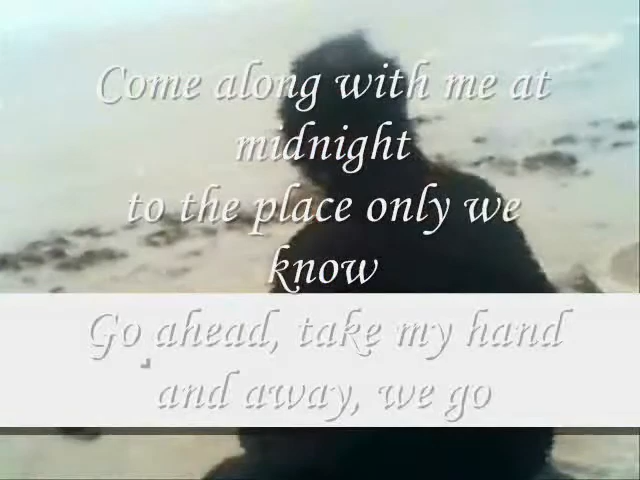 Come along with me at
midnight
to the place only we
know
Go ahead, take my hand
and away, we go